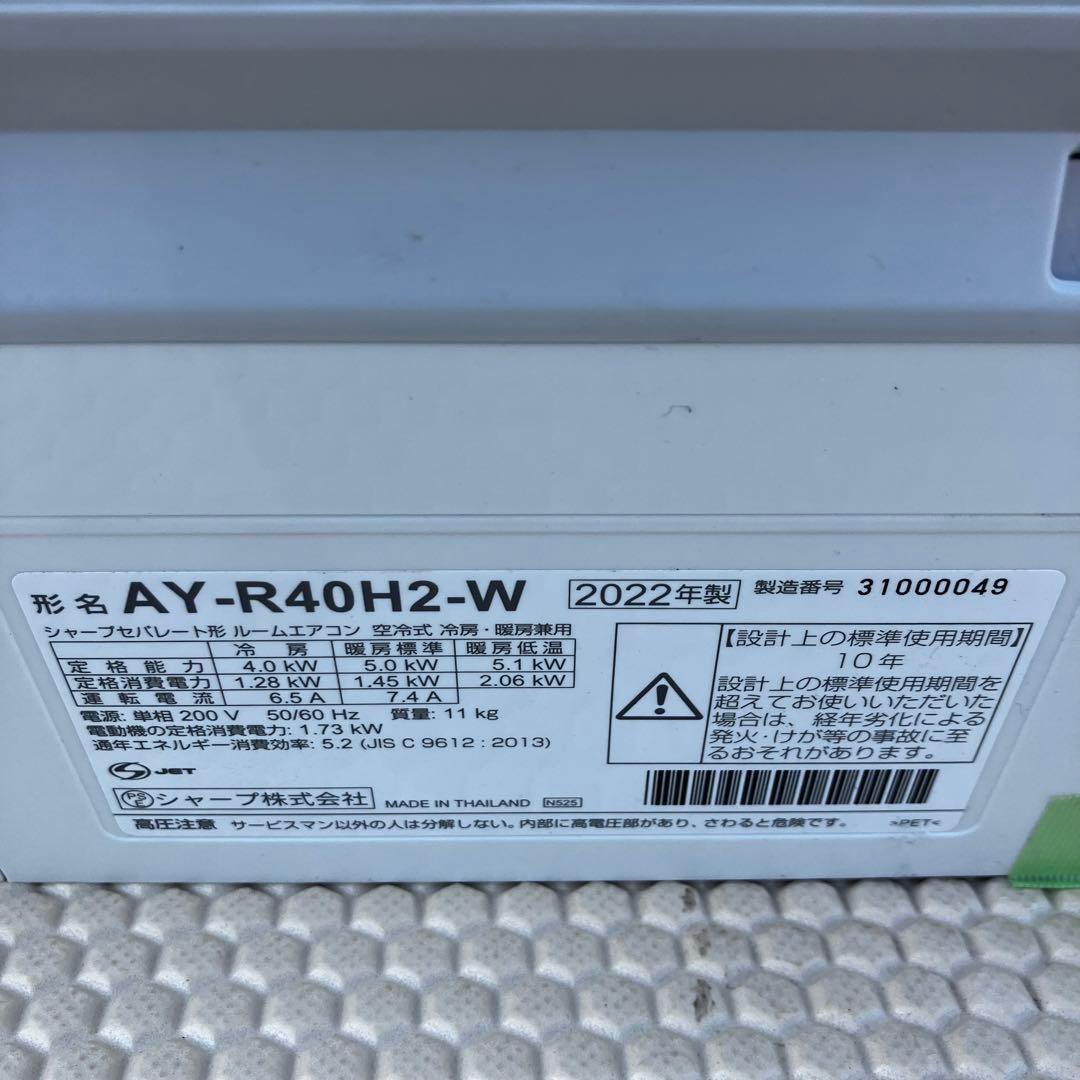 形名 AY-R40H2-W 2022年製 製造番号 31000049
シャープセパレート形 ルームエアコン 空冷式 冷房・暖房兼用
冷房 暖房標準 暖房低温
定格能力 4.0 kW 5.0 kW 5.1 kW
定格消費電力 1.28 kW 1.45 kW 2.06 kW
運転電流 6.5 A 7.4 A
電源: 単相 200 V 50/60 Hz 質量: 11 kg
電動機の定格消費電力: 1.73 kW
通年エネルギー消費効率: 5.2 (JIS C 9612 : 2013)
JET
PSE シャープ株式会社 MADE IN THAILAND N525
【設計上の標準使用期間】
10年
設計上の標準使用期間を
超えてお使いいただいた
場合は、経年劣化による
発火・けが等の事故に至
るおそれがあります。
高圧注意 サービスマン以外の人は分解しない。内部に高電圧部があり、さわると危険です。 >PET<